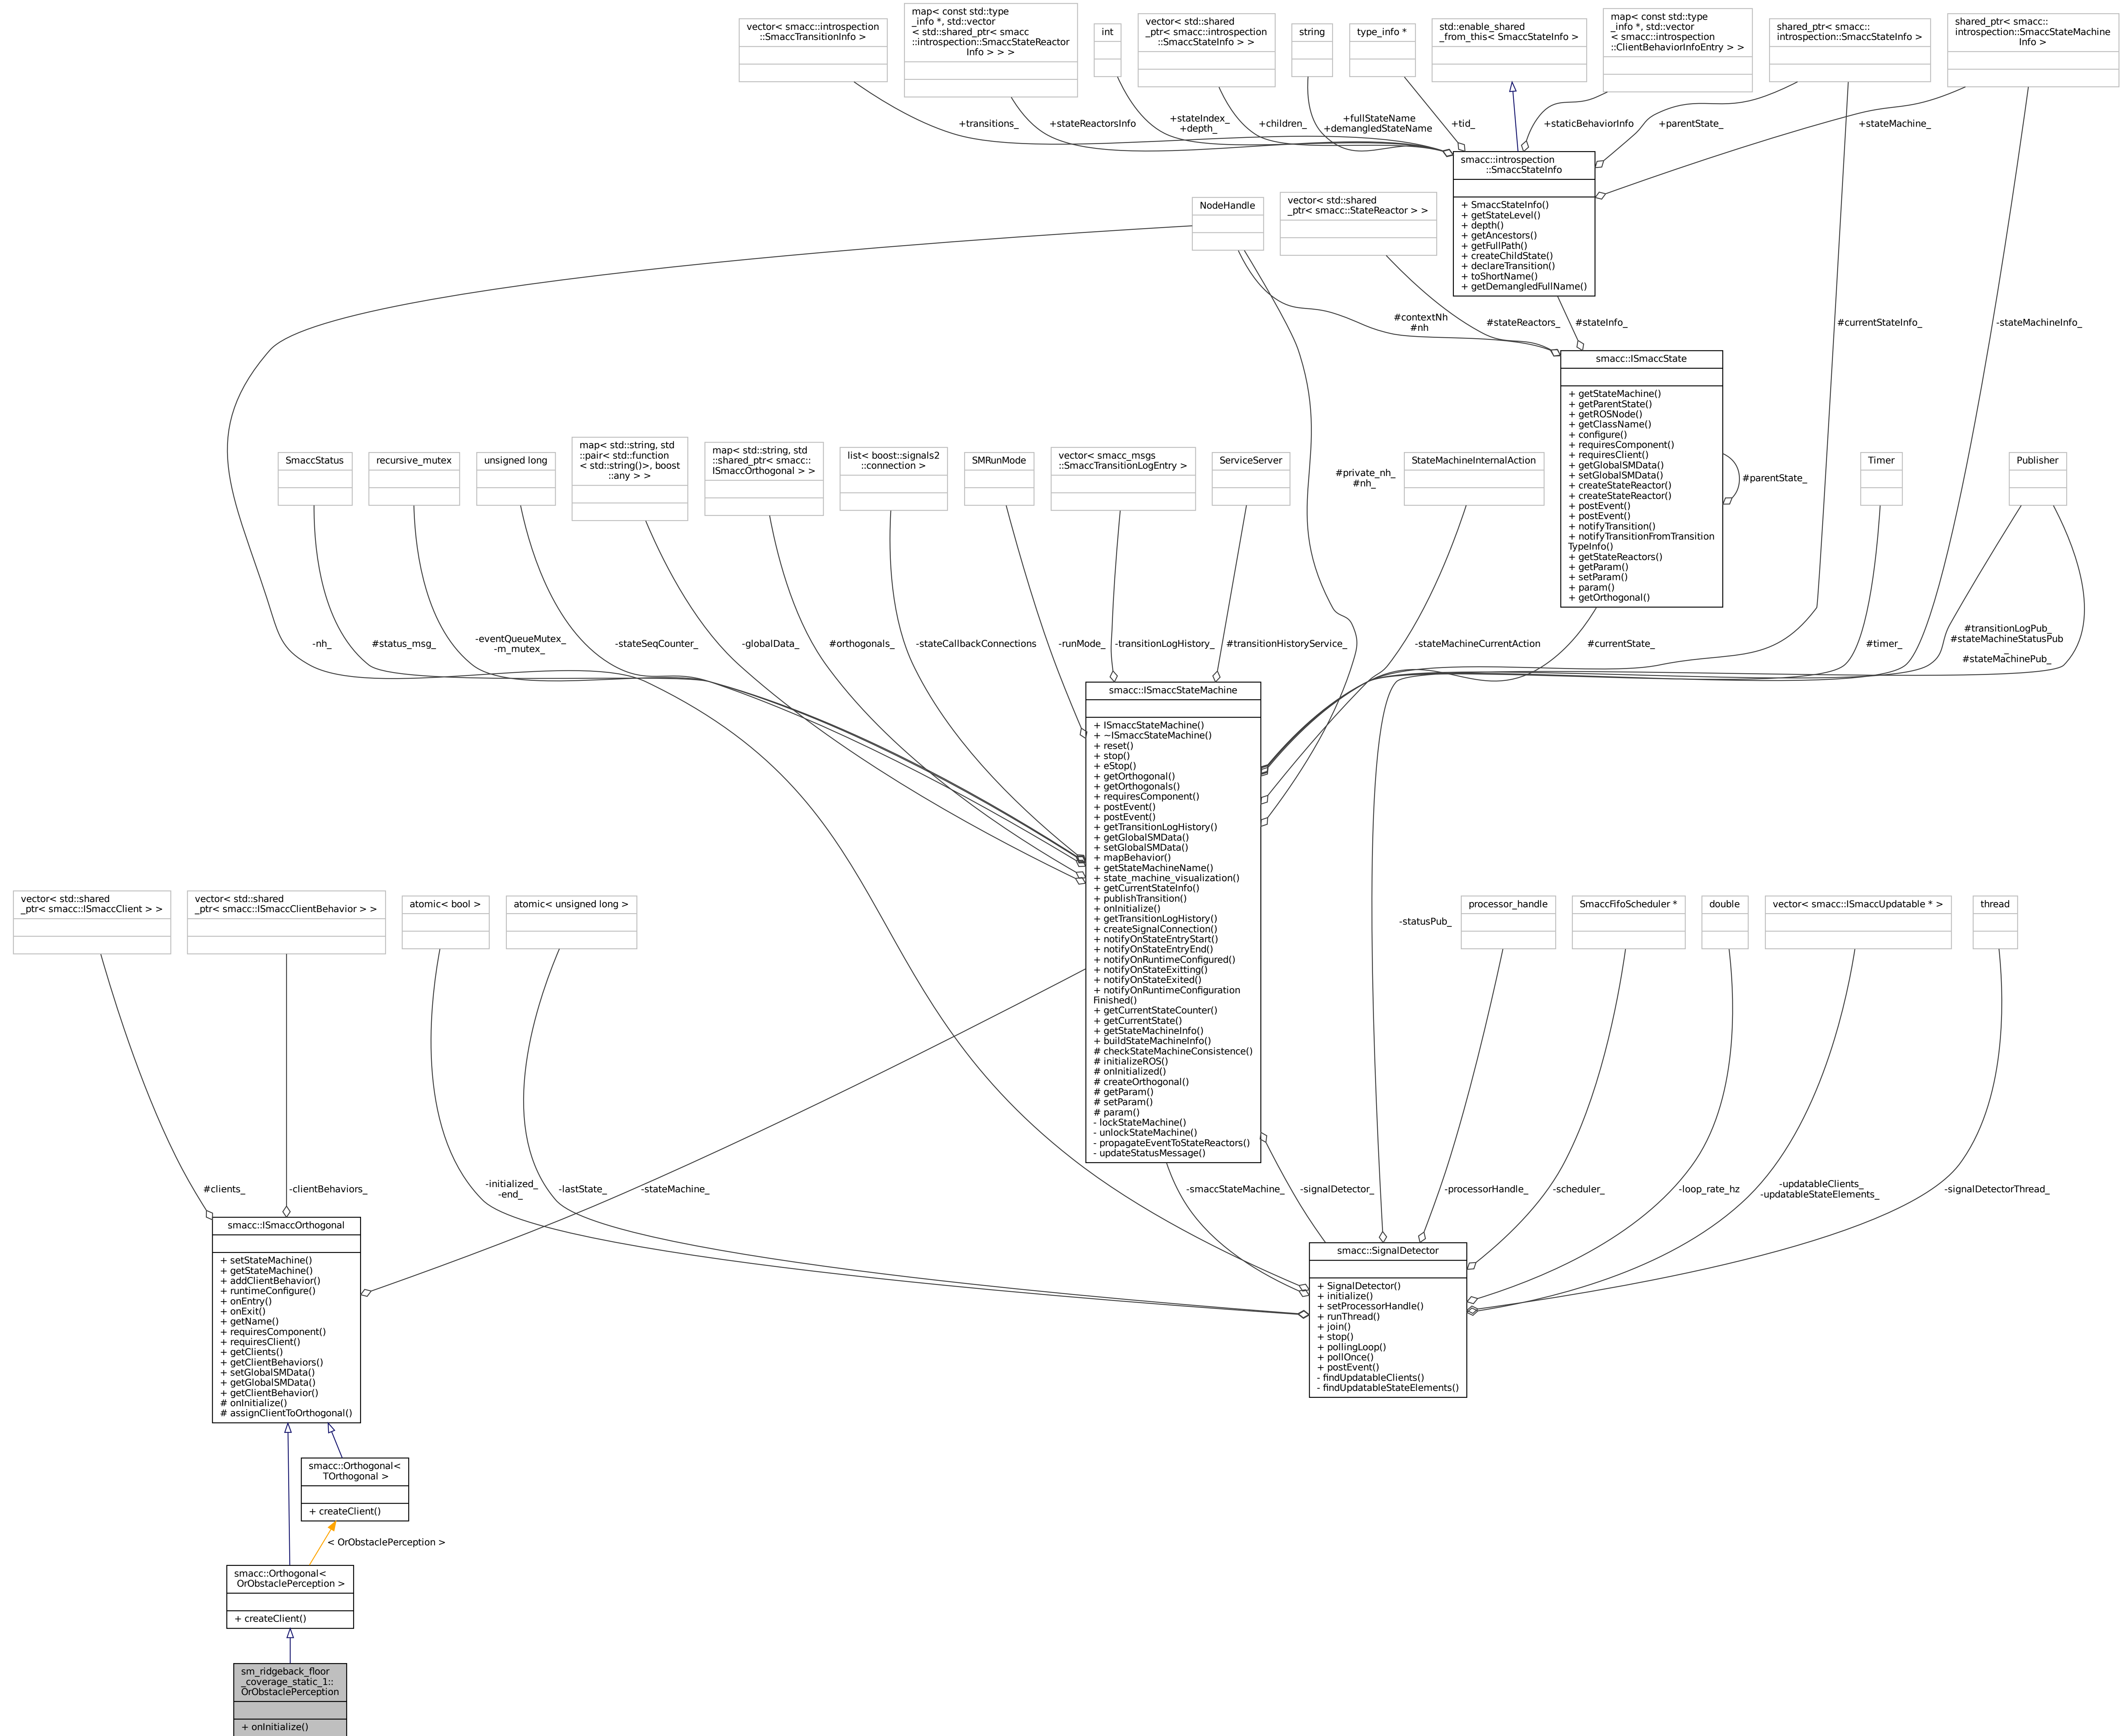 vector< smacc::introspection
::SmaccTransitionInfo >
map< const std::type
_info *, std::vector
< std::shared_ptr< smacc
::introspection::SmaccStateReactor
Info > > >
int
vector< std::shared
_ptr< smacc::introspection
::SmaccStateInfo > >
string
type_info *
std::enable_shared
_from_this< SmaccStateInfo >
map< const std::type
_info *, std::vector
< smacc::introspection
::ClientBehaviorInfoEntry > >
shared_ptr< smacc::
introspection::SmaccStateInfo >
shared_ptr< smacc::
introspection::SmaccStateMachine
Info >
+transitions_
+stateReactorsInfo
+stateIndex_
+depth_
+children_
+fullStateName
+demangledStateName
+tid_
+staticBehaviorInfo
+parentState_
+stateMachine_
smacc::introspection
::SmaccStateInfo
+ SmaccStateInfo()
+ getStateLevel()
+ depth()
+ getAncestors()
+ getFullPath()
+ createChildState()
+ declareTransition()
+ toShortName()
+ getDemangledFullName()
NodeHandle
vector< std::shared
_ptr< smacc::StateReactor > >
#contextNh
#nh
#stateReactors_
#stateInfo_
#currentStateInfo_
-stateMachineInfo_
smacc::ISmaccState
+ getStateMachine()
+ getParentState()
+ getROSNode()
+ getClassName()
+ configure()
+ requiresComponent()
+ requiresClient()
+ getGlobalSMData()
+ setGlobalSMData()
+ createStateReactor()
+ createStateReactor()
+ postEvent()
+ postEvent()
+ notifyTransition()
+ notifyTransitionFromTransition
TypeInfo()
+ getStateReactors()
+ getParam()
+ setParam()
+ param()
+ getOrthogonal()
#parentState_
SmaccStatus
recursive_mutex
unsigned long
map< std::string, std
::pair< std::function
< std::string()>, boost
::any > >
map< std::string, std
::shared_ptr< smacc::
ISmaccOrthogonal > >
list< boost::signals2
::connection >
SMRunMode
vector< smacc_msgs
::SmaccTransitionLogEntry >
ServiceServer
#private_nh_
#nh_
StateMachineInternalAction
Timer
Publisher
-nh_
#status_msg_
-eventQueueMutex_
-m_mutex_
-stateSeqCounter_
-globalData_
#orthogonals_
-stateCallbackConnections
-runMode_
-transitionLogHistory_
#transitionHistoryService_
-stateMachineCurrentAction
#currentState_
#timer_
#transitionLogPub_
#stateMachineStatusPub
_
#stateMachinePub_
smacc::ISmaccStateMachine
+ ISmaccStateMachine()
+ ~ISmaccStateMachine()
+ reset()
+ stop()
+ eStop()
+ getOrthogonal()
+ getOrthogonals()
+ requiresComponent()
+ postEvent()
+ postEvent()
+ getTransitionLogHistory()
+ getGlobalSMData()
+ setGlobalSMData()
+ mapBehavior()
+ getStateMachineName()
+ state_machine_visualization()
+ getCurrentStateInfo()
+ publishTransition()
+ onInitialize()
+ getTransitionLogHistory()
+ createSignalConnection()
+ notifyOnStateEntryStart()
+ notifyOnStateEntryEnd()
+ notifyOnRuntimeConfigured()
+ notifyOnStateExitting()
+ notifyOnStateExited()
+ notifyOnRuntimeConfiguration
Finished()
+ getCurrentStateCounter()
+ getCurrentState()
+ getStateMachineInfo()
+ buildStateMachineInfo()
# checkStateMachineConsistence()
# initializeROS()
# onInitialized()
# createOrthogonal()
# getParam()
# setParam()
# param()
- lockStateMachine()
- unlockStateMachine()
- propagateEventToStateReactors()
- updateStatusMessage()
vector< std::shared
_ptr< smacc::ISmaccClient > >
vector< std::shared
_ptr< smacc::ISmaccClientBehavior > >
atomic< bool >
atomic< unsigned long >
-statusPub_
processor_handle
SmaccFifoScheduler *
double
vector< smacc::ISmaccUpdatable * >
thread
#clients_
-clientBehaviors_
-initialized_
-end_
-lastState_
-stateMachine_
-smaccStateMachine_
-signalDetector_
-processorHandle_
-scheduler_
-loop_rate_hz
-updatableClients_
-updatableStateElements_
-signalDetectorThread_
smacc::ISmaccOrthogonal
+ setStateMachine()
+ getStateMachine()
+ addClientBehavior()
+ runtimeConfigure()
+ onEntry()
+ onExit()
+ getName()
+ requiresComponent()
+ requiresClient()
+ getClients()
+ getClientBehaviors()
+ setGlobalSMData()
+ getGlobalSMData()
+ getClientBehavior()
# onInitialize()
# assignClientToOrthogonal()
smacc::SignalDetector
+ SignalDetector()
+ initialize()
+ setProcessorHandle()
+ runThread()
+ join()
+ stop()
+ pollingLoop()
+ pollOnce()
+ postEvent()
- findUpdatableClients()
- findUpdatableStateElements()
smacc::Orthogonal<
TOrthogonal >
+ createClient()
< OrObstaclePerception >
smacc::Orthogonal<
OrObstaclePerception >
+ createClient()
sm_ridgeback_floor
_coverage_static_1::
OrObstaclePerception
+ onInitialize()